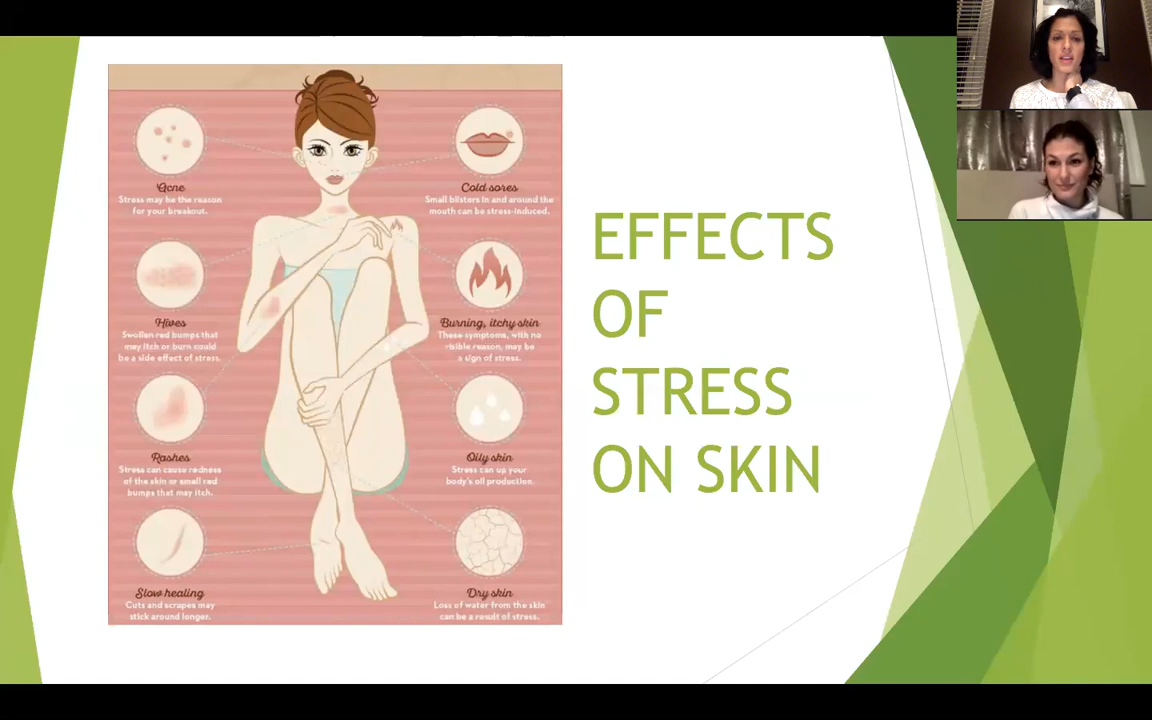 Acne
Stress may be the reason
for your breakout.
Hives
Swollen red bumps that
may itch or burn could
be a side effect of stress.
Rashes
Stress can cause redness
of the skin or small red
bumps that may itch.
Slow healing
Cuts and scrapes may
stick around longer.
Cold sores
Small blisters in and around the
mouth can be stress-induced.
Burning, itchy skin
These symptoms, with no
visible reason, may be
a sign of stress.
Oily skin
Stress can up your
body's oil production.
Dry skin
Loss of water from the skin
can be a result of stress.
EFFECTS
OF
STRESS
ON SKIN